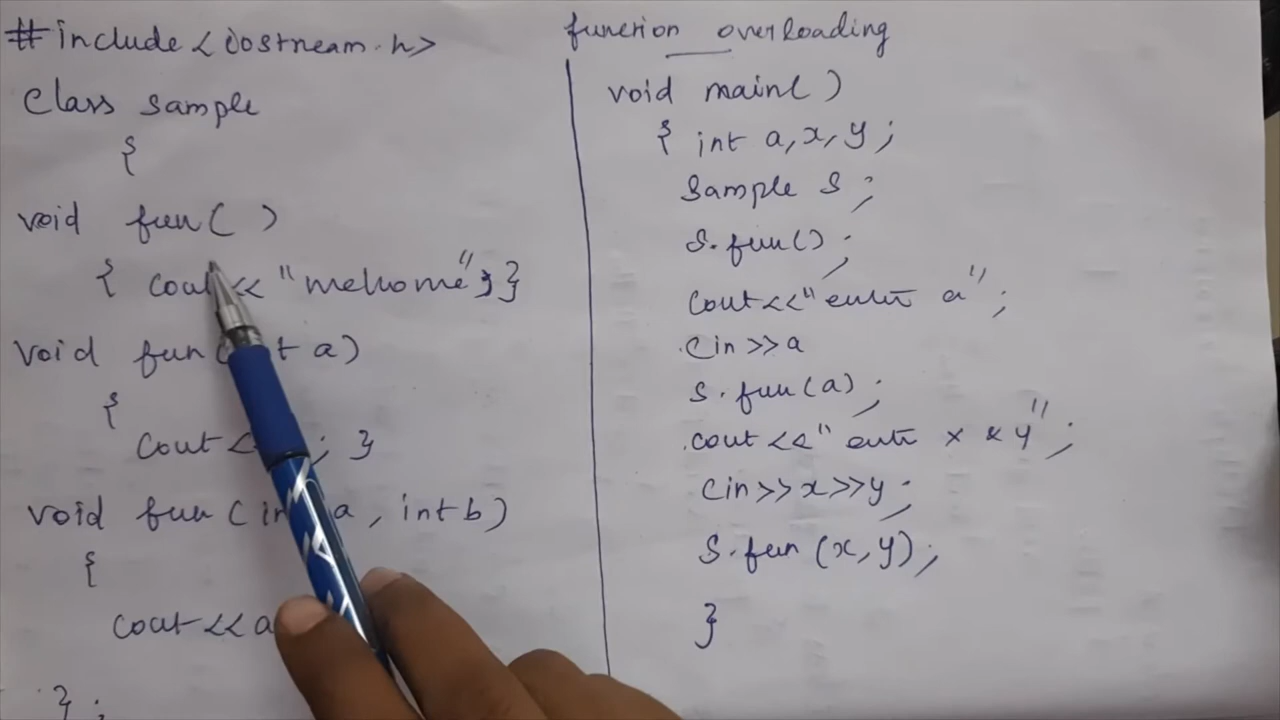 #include<iostream.h>
class sample
{
void fun( )
{ cout<<"welcome"; }
void fun( t a)
{
cout< ; }
void fun (in a, int b)
{
cout<<a
};
function overloading
void main( )
{ int a,x,y;
Sample S;
S.fun();
cout<<"enter a";
cin>>a
S.fun(a);
cout<<"enter x & y";
cin>>x>>y;
S.fun (x,y);
}